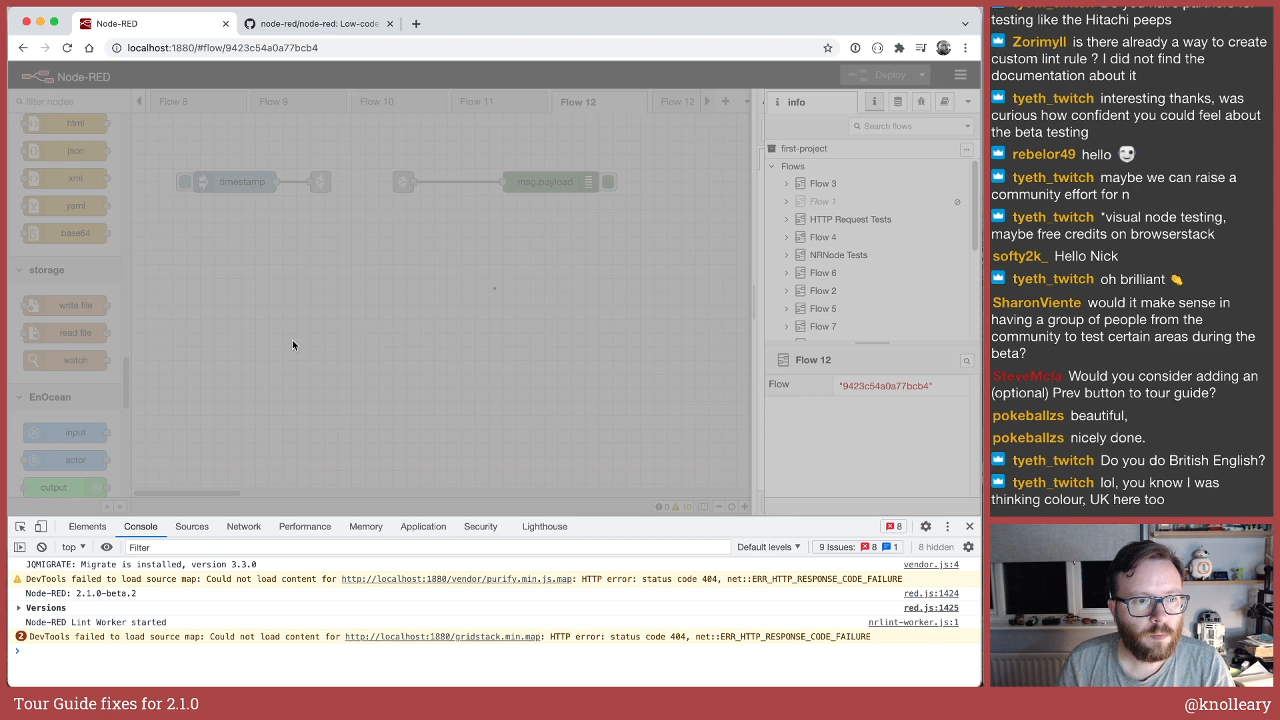 Node-RED
node-red/node-red: Low-code
localhost:1880/#flow/9423c54a0a77bcb4
Node-RED
Deploy
filter nodes
Flow 8
Flow 9
Flow 10
Flow 11
Flow 12
Flow 12
html
json
xml
yaml
base64
storage
write file
read file
watch
EnOcean
input
actor
output
timestamp
msg.payload
0
10
info
Search flows
first-project
Flows
Flow 3
Flow 1
HTTP Request Tests
Flow 4
NRNode Tests
Flow 6
Flow 2
Flow 5
Flow 7
Flow 12
Flow
"9423c54a0a77bcb4"
Elements
Console
Sources
Network
Performance
Memory
Application
Security
Lighthouse
8
top
Filter
Default levels
9 Issues: 8 1
8 hidden
JQMIGRATE: Migrate is installed, version 3.3.0 vendor.js:4
DevTools failed to load source map: Could not load content for http://localhost:1880/vendor/purify.min.js.map: HTTP error: status code 404, net::ERR_HTTP_RESPONSE_CODE_FAILURE
Node-RED: 2.1.0-beta.2 red.js:1424
Versions red.js:1425
Node-RED Lint Worker started nrlint-worker.js:1
2 DevTools failed to load source map: Could not load content for http://localhost:1880/gridstack.min.map: HTTP error: status code 404, net::ERR_HTTP_RESPONSE_CODE_FAILURE
testing like the Hitachi peeps
Zorimyll is there already a way to create
custom lint rule ? I did not find the
documentation about it
tyeth_twitch interesting thanks, was
curious how confident you could feel about
the beta testing
rebelor49 hello
tyeth_twitch maybe we can raise a
community effort for n
tyeth_twitch *visual node testing,
maybe free credits on browserstack
softy2k_ Hello Nick
tyeth_twitch oh brilliant
SharonViente would it make sense in
having a group of people from the
community to test certain areas during the
beta?
SteveMcla Would you consider adding an
(optional) Prev button to tour guide?
pokeballzs beautiful,
pokeballzs nicely done.
tyeth_twitch Do you do British English?
tyeth_twitch lol, you know I was
thinking colour, UK here too
Tour Guide fixes for 2.1.0
@knolleary